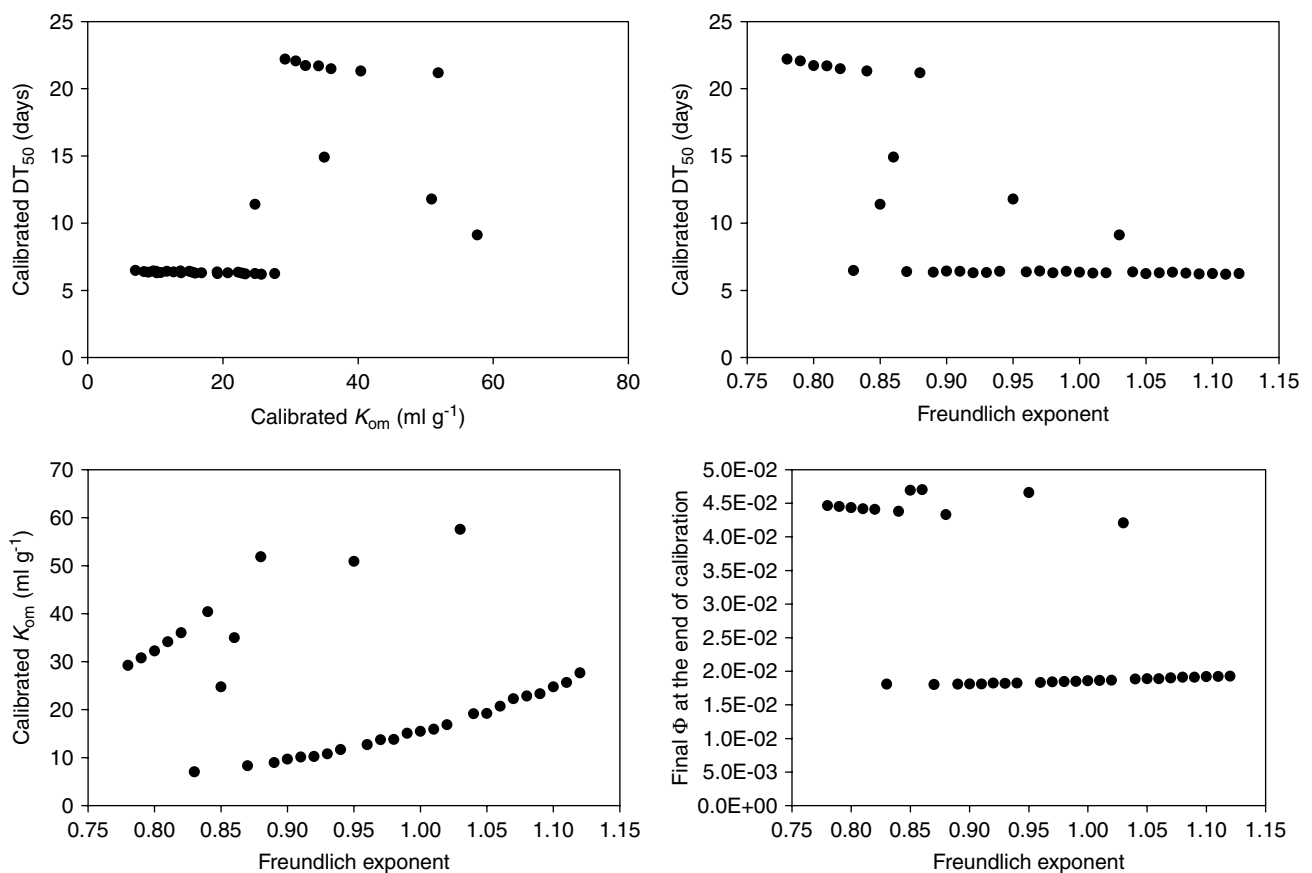 25
20
15
10
5
0
0 20 40 60 80
Calibrated DT50 (days)
Calibrated Kom (ml g-1)
25
20
15
10
5
0
0.75 0.80 0.85 0.90 0.95 1.00 1.05 1.10 1.15
Calibrated DT50 (days)
Freundlich exponent
70
60
50
40
30
20
10
0
0.75 0.80 0.85 0.90 0.95 1.00 1.05 1.10 1.15
Calibrated Kom (ml g-1)
Freundlich exponent
5.0E-02
4.5E-02
4.0E-02
3.5E-02
3.0E-02
2.5E-02
2.0E-02
1.5E-02
1.0E-02
5.0E-03
0.0E+00
0.75 0.80 0.85 0.90 0.95 1.00 1.05 1.10 1.15
Final Φ at the end of calibration
Freundlich exponent